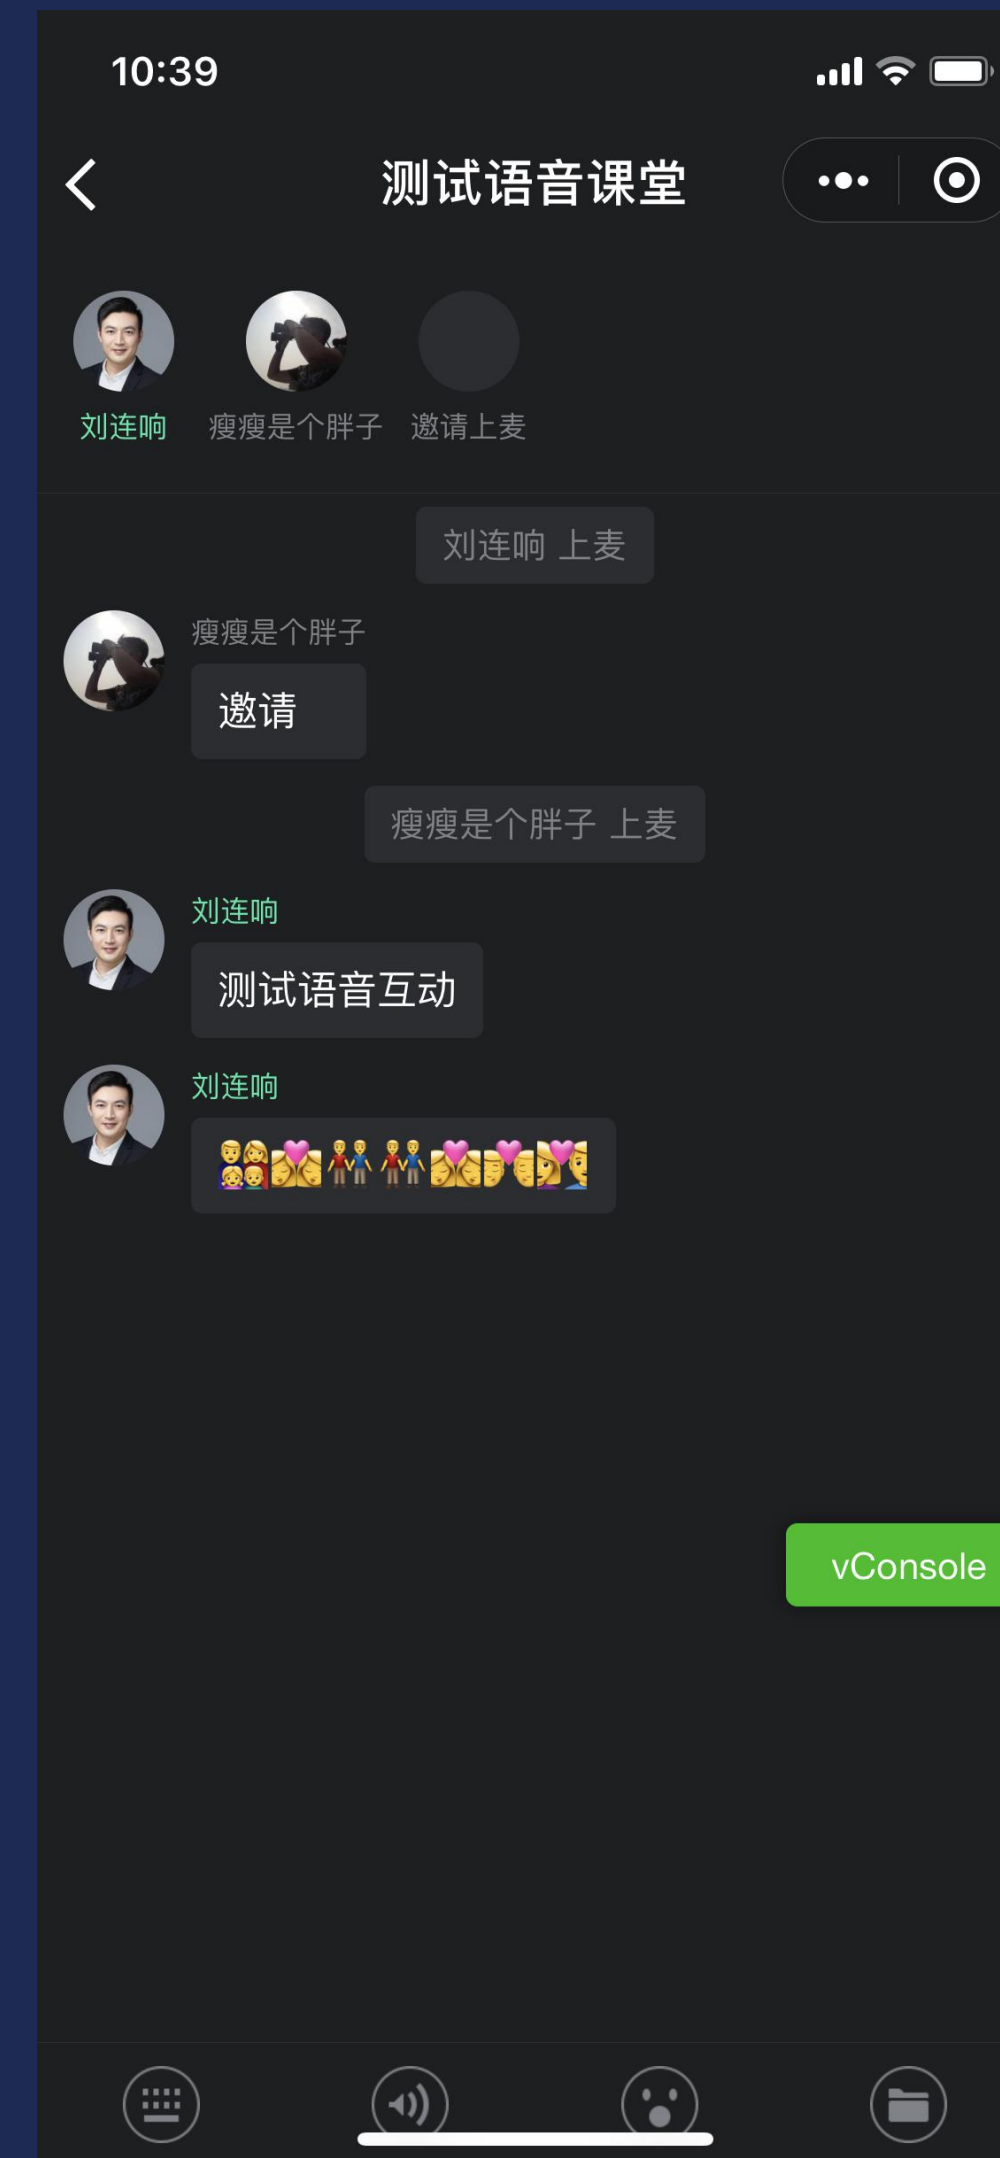 10:39
测试语音课堂
刘连响
瘦瘦是个胖子
邀请上麦
刘连响 上麦
瘦瘦是个胖子
邀请
瘦瘦是个胖子 上麦
刘连响
测试语音互动
刘连响
vConsole